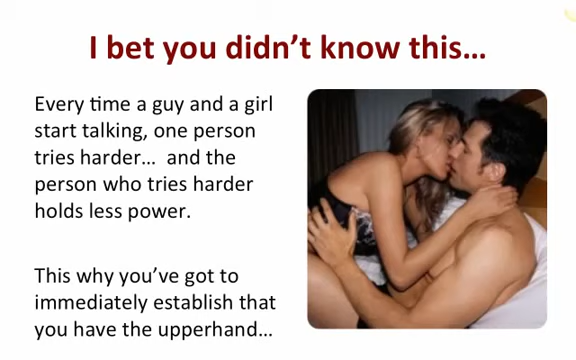 I bet you didn’t know this…
Every time a guy and a girl
start talking, one person
tries harder… and the
person who tries harder
holds less power.
This why you’ve got to
immediately establish that
you have the upperhand…